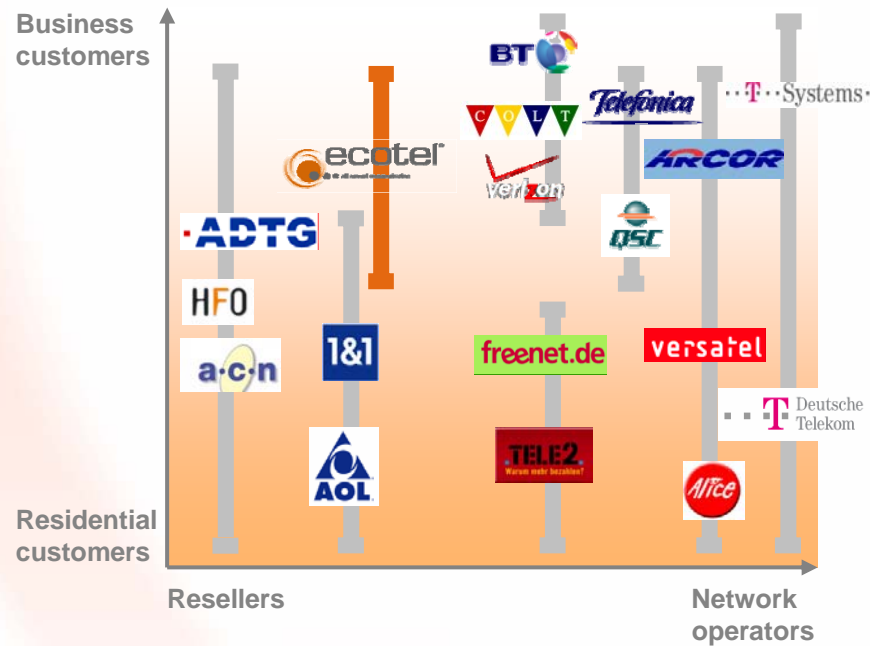 Business
customers
BT
COLT
Telefonica
··T··Systems·
ARCOR
ecotel
verizon
ADTG
QSC
HFO
a·c·n
1&1
freenet.de
versatel
T Deutsche
Telekom
TELE2
Warum mehr bezahlen?
AOL
Alice
Residential
customers
Resellers
Network
operators